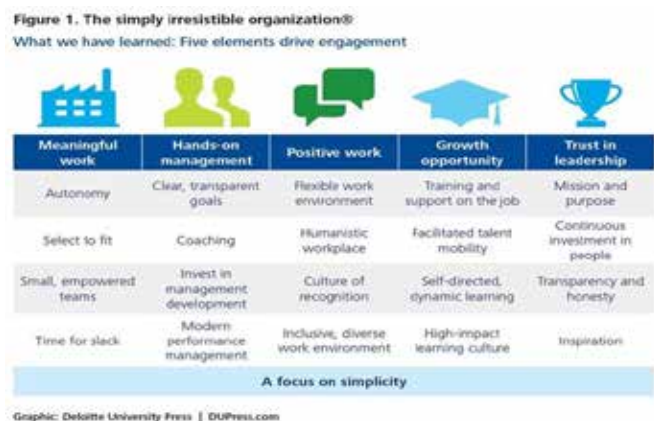 Figure 1. The simply irresistible organization®
What we have learned: Five elements drive engagement
Meaningful work
Hands-on management
Positive work
Growth opportunity
Trust in leadership
Autonomy
Clear, transparent goals
Flexible work environment
Training and support on the job
Mission and purpose
Select to fit
Coaching
Humanistic workplace
Facilitated talent mobility
Continuous investment in people
Small, empowered teams
Invest in management development
Culture of recognition
Self-directed, dynamic learning
Transparency and honesty
Time for slack
Modern performance management
Inclusive, diverse work environment
High-impact learning culture
Inspiration
A focus on simplicity
Graphic: Deloitte University Press | DUPress.com